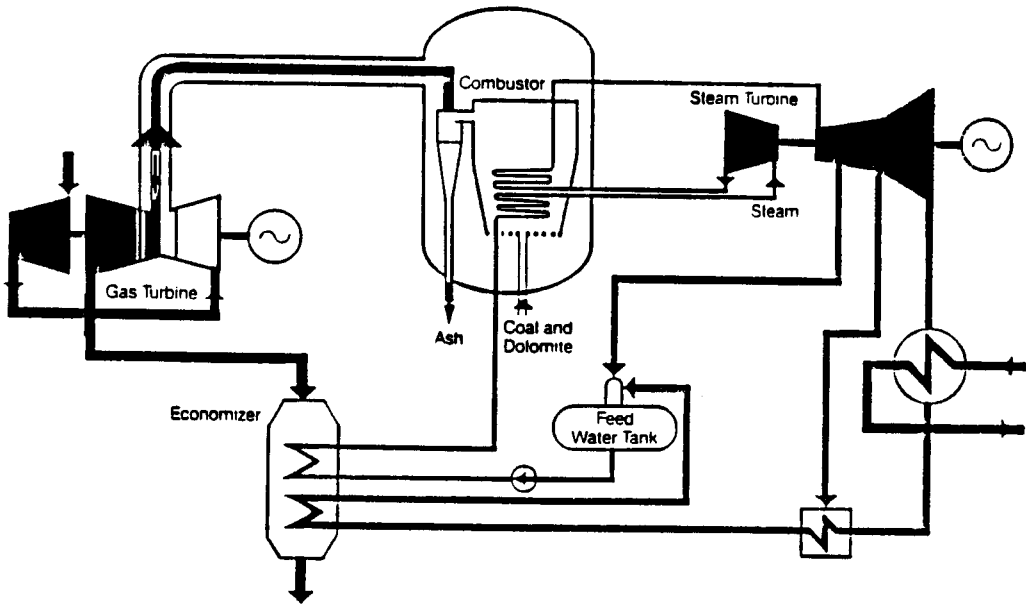 Combustor
Steam Turbine
Steam
Gas Turbine
Ash
Coal and
Dolomite
Economizer
Feed
Water Tank